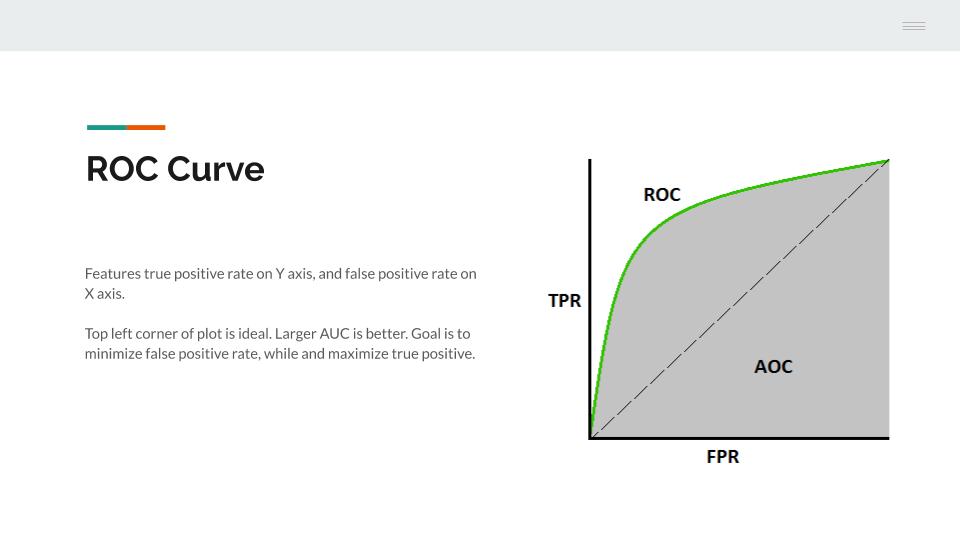 ROC Curve
Features true positive rate on Y axis, and false positive rate on
X axis.
Top left corner of plot is ideal. Larger AUC is better. Goal is to
minimize false positive rate, while and maximize true positive.
ROC
TPR
AOC
FPR